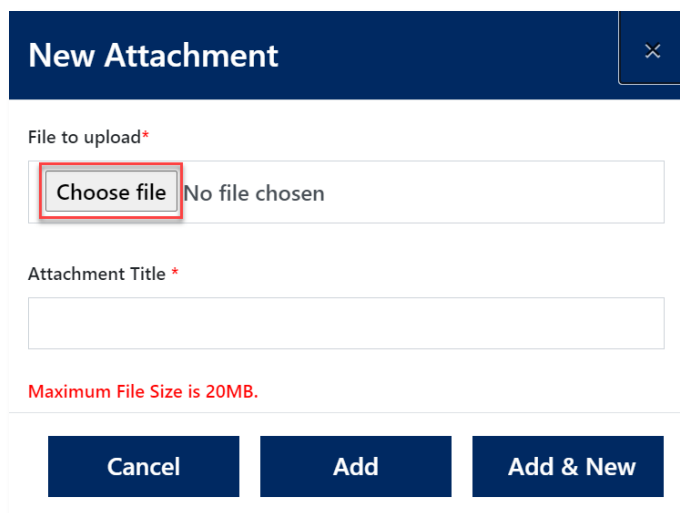 New Attachment
File to upload*
Choose file No file chosen
Attachment Title *
Maximum File Size is 20MB.
Cancel Add Add & New